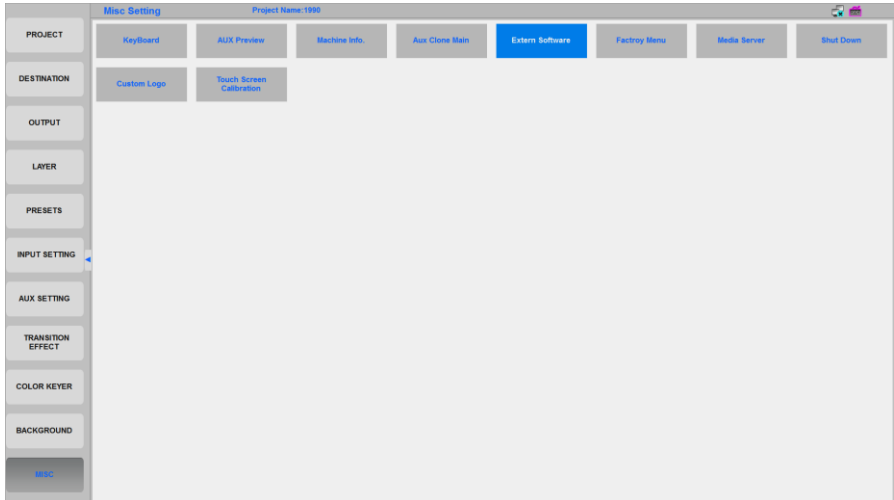 Misc Setting Project Name:1990
PROJECT
DESTINATION
OUTPUT
LAYER
PRESETS
INPUT SETTING
AUX SETTING
TRANSITION
EFFECT
COLOR KEYER
BACKGROUND
MISC
KeyBoard AUX Preview Machine Info. Aux Clone Main Extern Software Factroy Menu Media Server Shut Down
Custom Logo Touch Screen
Calibration